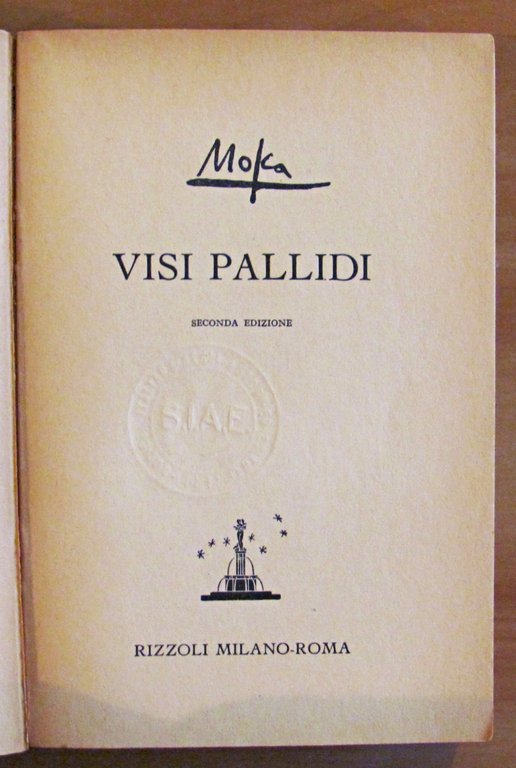 Moka
VISI PALLIDI
SECONDA EDIZIONE
S.I.A.E.
RIZZOLI MILANO-ROMA